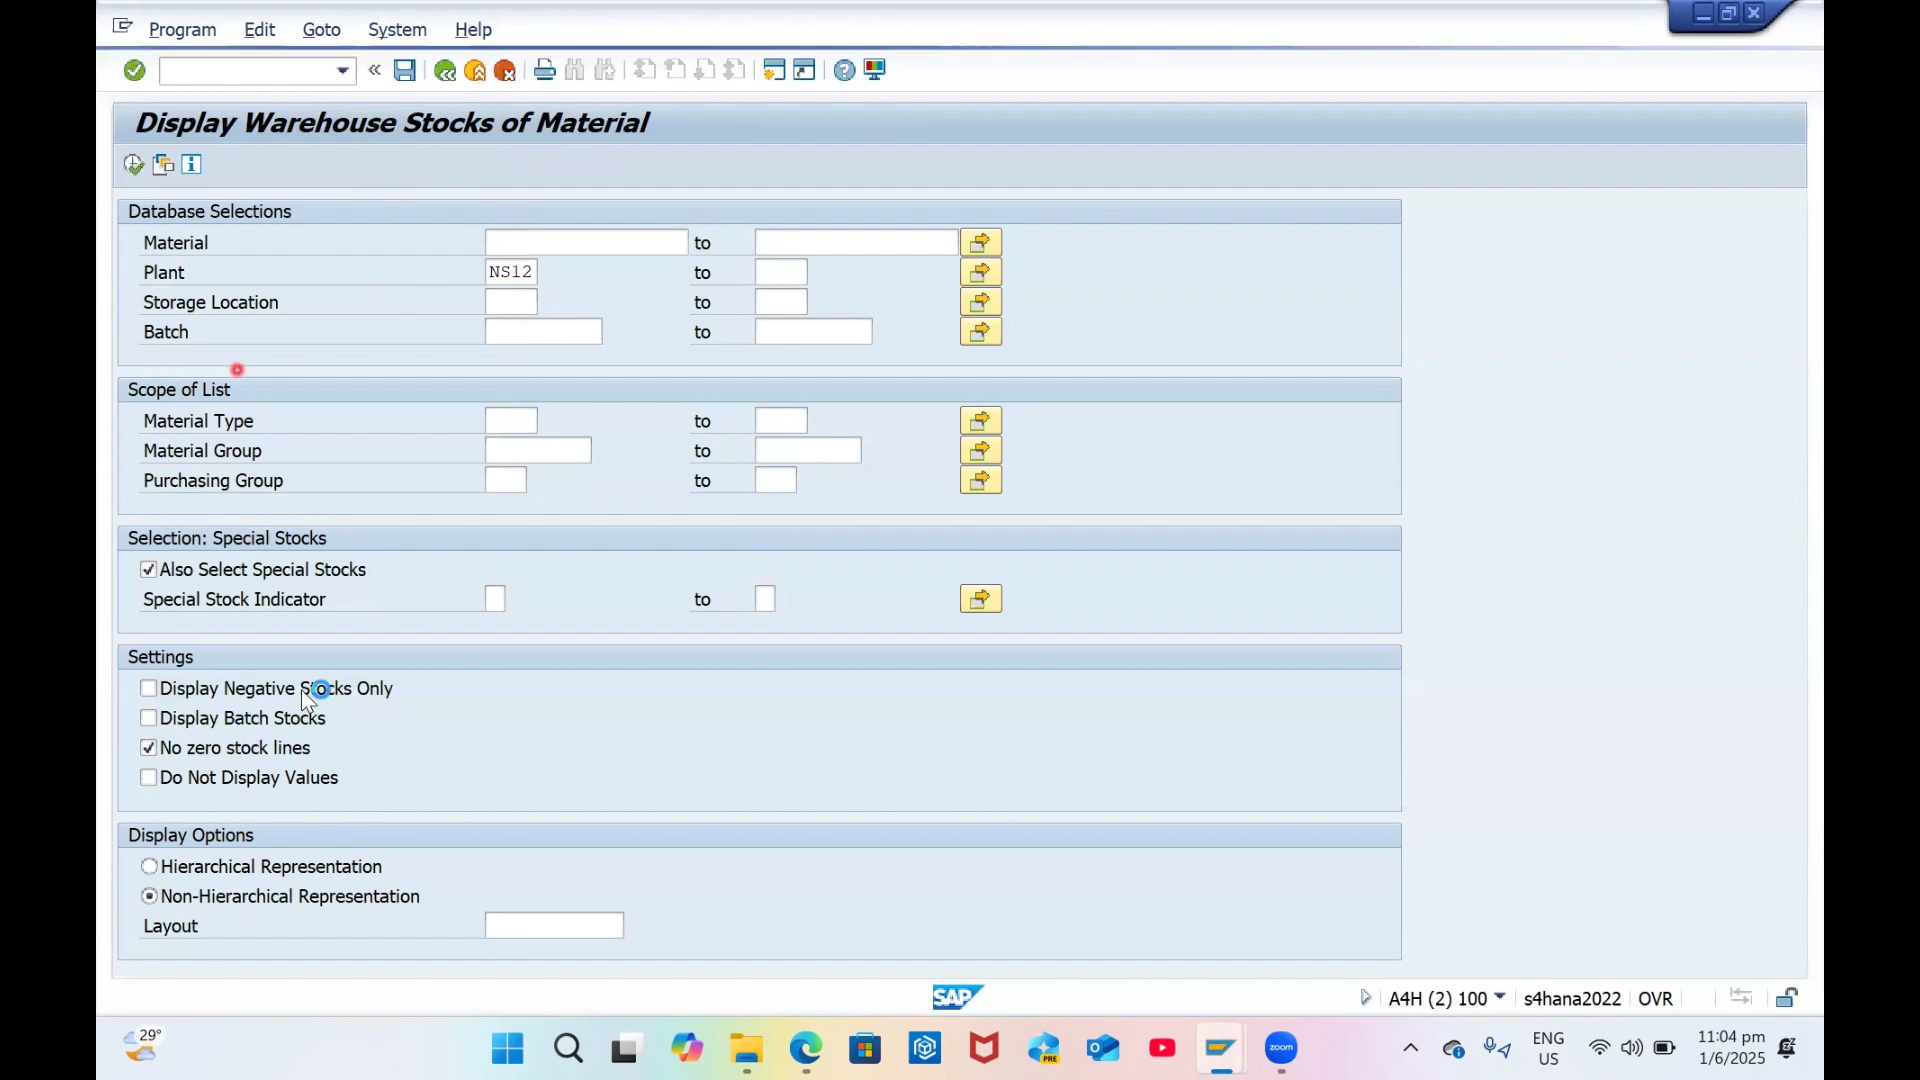 Program Edit Goto System Help
Display Warehouse Stocks of Material
Database Selections
Material to
Plant NS12 to
Storage Location to
Batch to
Scope of List
Material Type to
Material Group to
Purchasing Group to
Selection: Special Stocks
Also Select Special Stocks
Special Stock Indicator to
Settings
Display Negative Stocks Only
Display Batch Stocks
No zero stock lines
Do Not Display Values
Display Options
Hierarchical Representation
Non-Hierarchical Representation
Layout
SAP A4H (2) 100 s4hana2022 OVR
29°
PRE
zoom
ENG
US
11:04 pm
1/6/2025